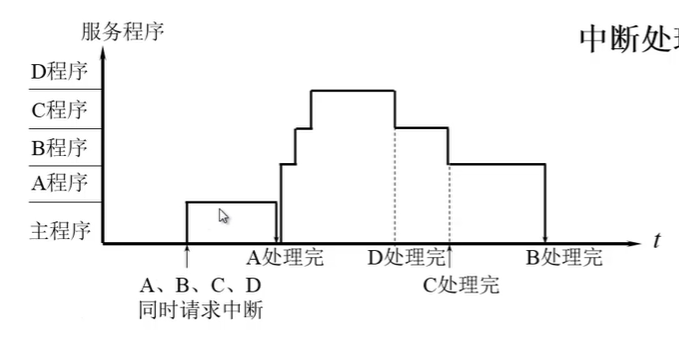 服务程序
中断处
D程序
C程序
B程序
A程序
主程序
t
A处理完
D处理完
B处理完
C处理完
A、B、C、D
同时请求中断